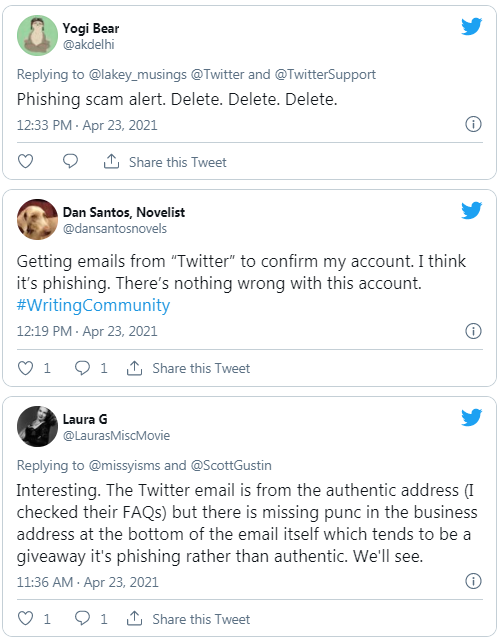 Yogi Bear
@akdelhi
Replying to @lakey_musings @Twitter and @TwitterSupport
Phishing scam alert. Delete. Delete. Delete.
12:33 PM · Apr 23, 2021
Share this Tweet
Dan Santos, Novelist
@dansantosnovels
Getting emails from “Twitter” to confirm my account. I think
it’s phishing. There’s nothing wrong with this account.
#WritingCommunity
12:19 PM · Apr 23, 2021
1 1 Share this Tweet
Laura G
@LaurasMiscMovie
Replying to @missyisms and @ScottGustin
Interesting. The Twitter email is from the authentic address (I
checked their FAQs) but there is missing punc in the business
address at the bottom of the email itself which tends to be a
giveaway it's phishing rather than authentic. We'll see.
11:36 AM · Apr 23, 2021
1 1 Share this Tweet